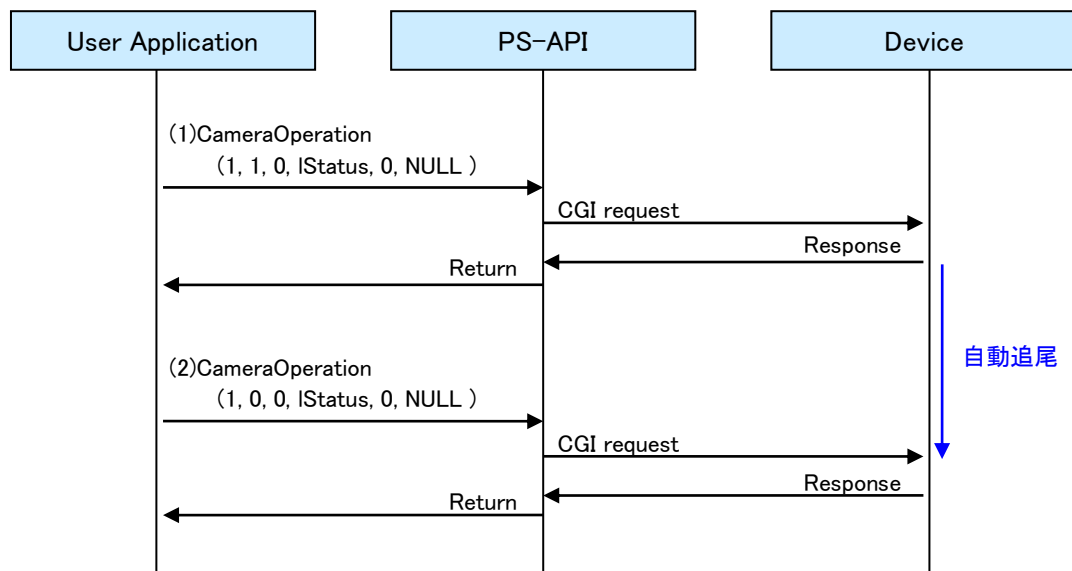 User Application
PS-API
Device
(1)CameraOperation
(1, 1, 0, lStatus, 0, NULL )
CGI request
Response
Return
自動追尾
(2)CameraOperation
(1, 0, 0, lStatus, 0, NULL )
CGI request
Response
Return